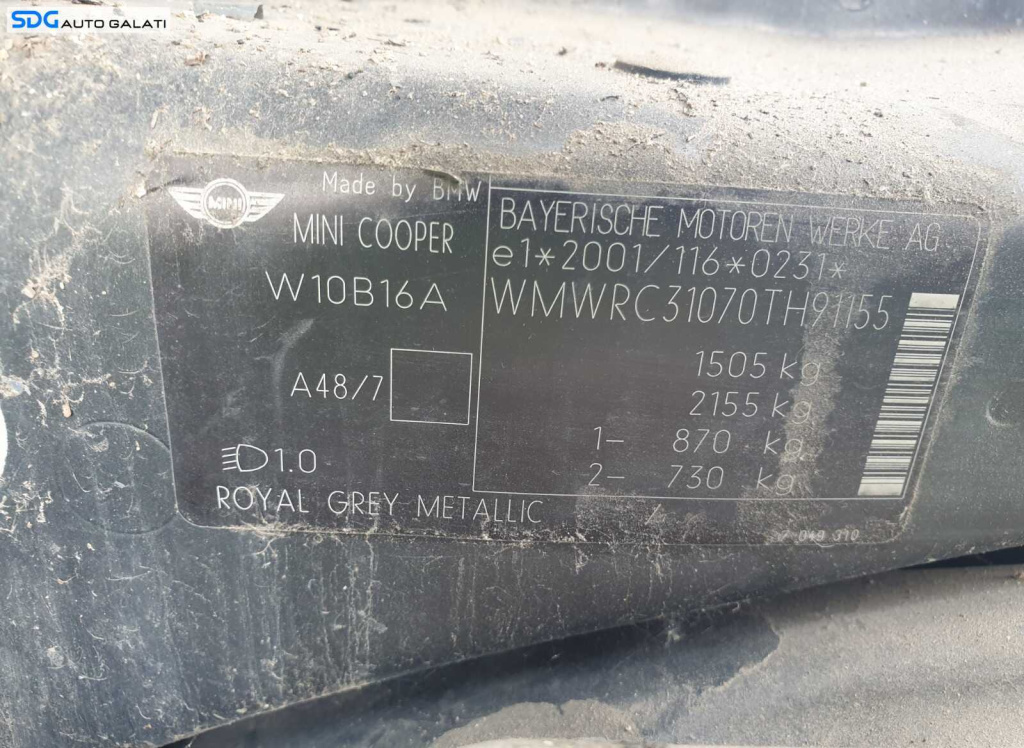 SDG AUTO GALATI
MINI
Made by BMW
MINI COOPER
W10B16A
A48/7
1.0
ROYAL GREY METALLIC
BAYERISCHE MOTOREN WERKE AG
e1*2001/116*0231*
WMWRC31070TH91155
1505 kg
2155 kg
1- 870 kg
2- 730 kg